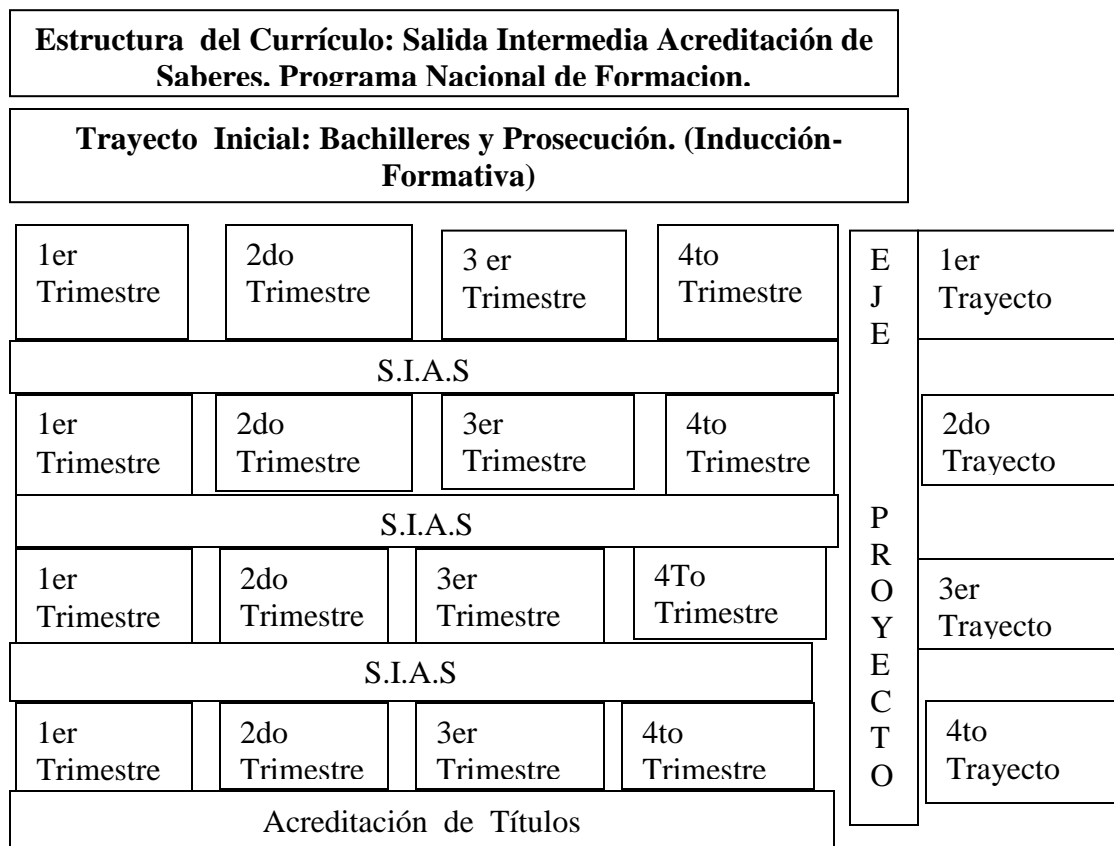 Estructura del Currículo: Salida Intermedia Acreditación de
Saberes. Programa Nacional de Formacion.
Trayecto Inicial: Bachilleres y Prosecución. (Inducción-
Formativa)
1er
Trimestre
2do
Trimestre
3 er
Trimestre
4to
Trimestre
1er
Trayecto
S.I.A.S
1er
Trimestre
2do
Trimestre
3er
Trimestre
4to
Trimestre
2do
Trayecto
S.I.A.S
1er
Trimestre
2do
Trimestre
3er
Trimestre
4To
Trimestre
3er
Trayecto
S.I.A.S
1er
Trimestre
2do
Trimestre
3er
Trimestre
4to
Trimestre
4to
Trayecto
Acreditación de Títulos
E
J
E
P
R
O
Y
E
C
T
O